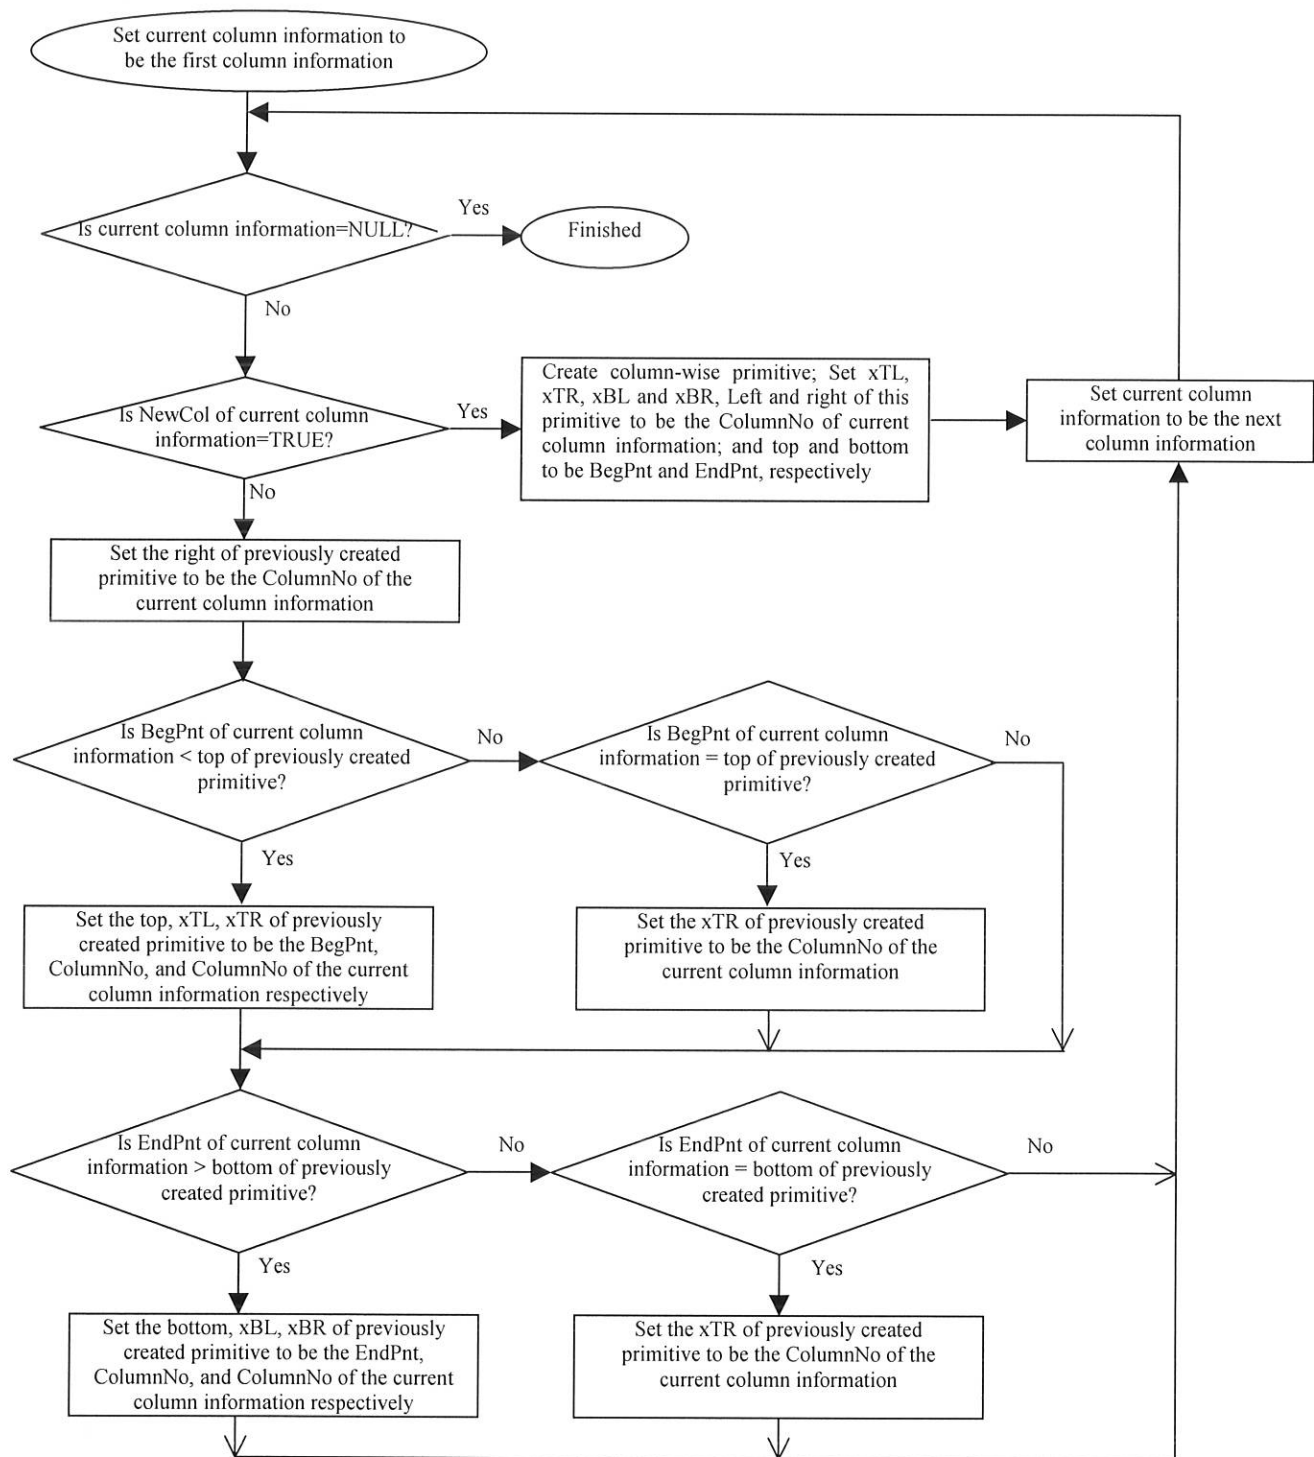 Set current column information to
be the first column information
Is current column information=NULL?
Yes
Finished
No
Is NewCol of current column
information=TRUE?
Yes
Create column-wise primitive; Set xTL,
xTR, xBL and xBR, Left and right of this
primitive to be the ColumnNo of current
column information; and top and bottom
to be BegPnt and EndPnt, respectively
Set current column
information to be the next
column information
No
Set the right of previously created
primitive to be the ColumnNo of the
current column information
Is BegPnt of current column
information < top of previously created
primitive?
No
Is BegPnt of current column
information = top of previously created
primitive?
No
Yes
Yes
Set the top, xTL, xTR of previously
created primitive to be the BegPnt,
ColumnNo, and ColumnNo of the current
column information respectively
Set the xTR of previously created
primitive to be the ColumnNo of the
current column information
Is EndPnt of current column
information > bottom of previously
created primitive?
No
Is EndPnt of current column
information = bottom of previously
created primitive?
No
Yes
Yes
Set the bottom, xBL, xBR of previously
created primitive to be the EndPnt,
ColumnNo, and ColumnNo of the current
column information respectively
Set the xTR of previously created
primitive to be the ColumnNo of the
current column information